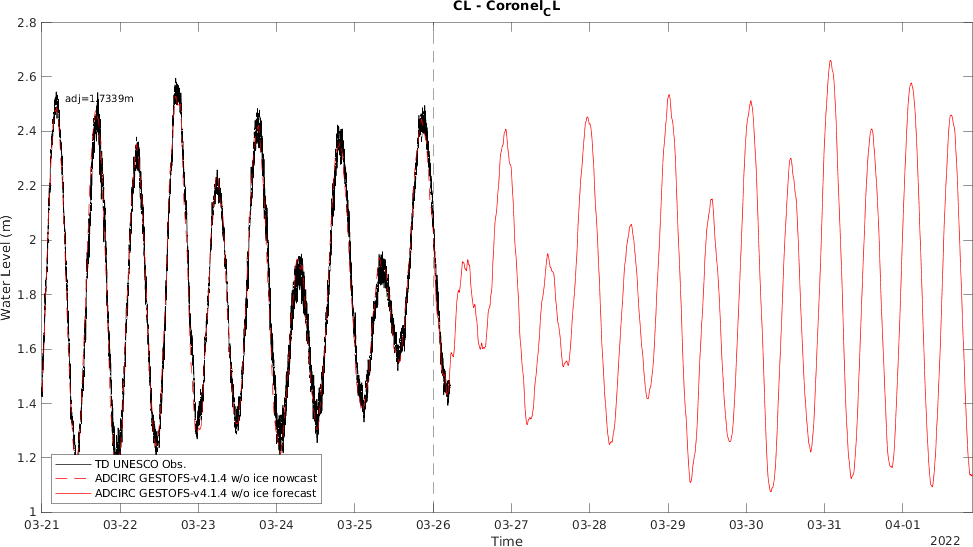 CL - Coronel_CL
2.8
2.6
2.4
2.2
2
1.8
1.6
1.4
1.2
1
Water Level (m)
adj=1.7339m
TD UNESCO Obs.
ADCIRC GESTOFS-v4.1.4 w/o ice nowcast
ADCIRC GESTOFS-v4.1.4 w/o ice forecast
03-21 03-22 03-23 03-24 03-25 03-26 03-27 03-28 03-29 03-30 03-31 04-01
Time
2022